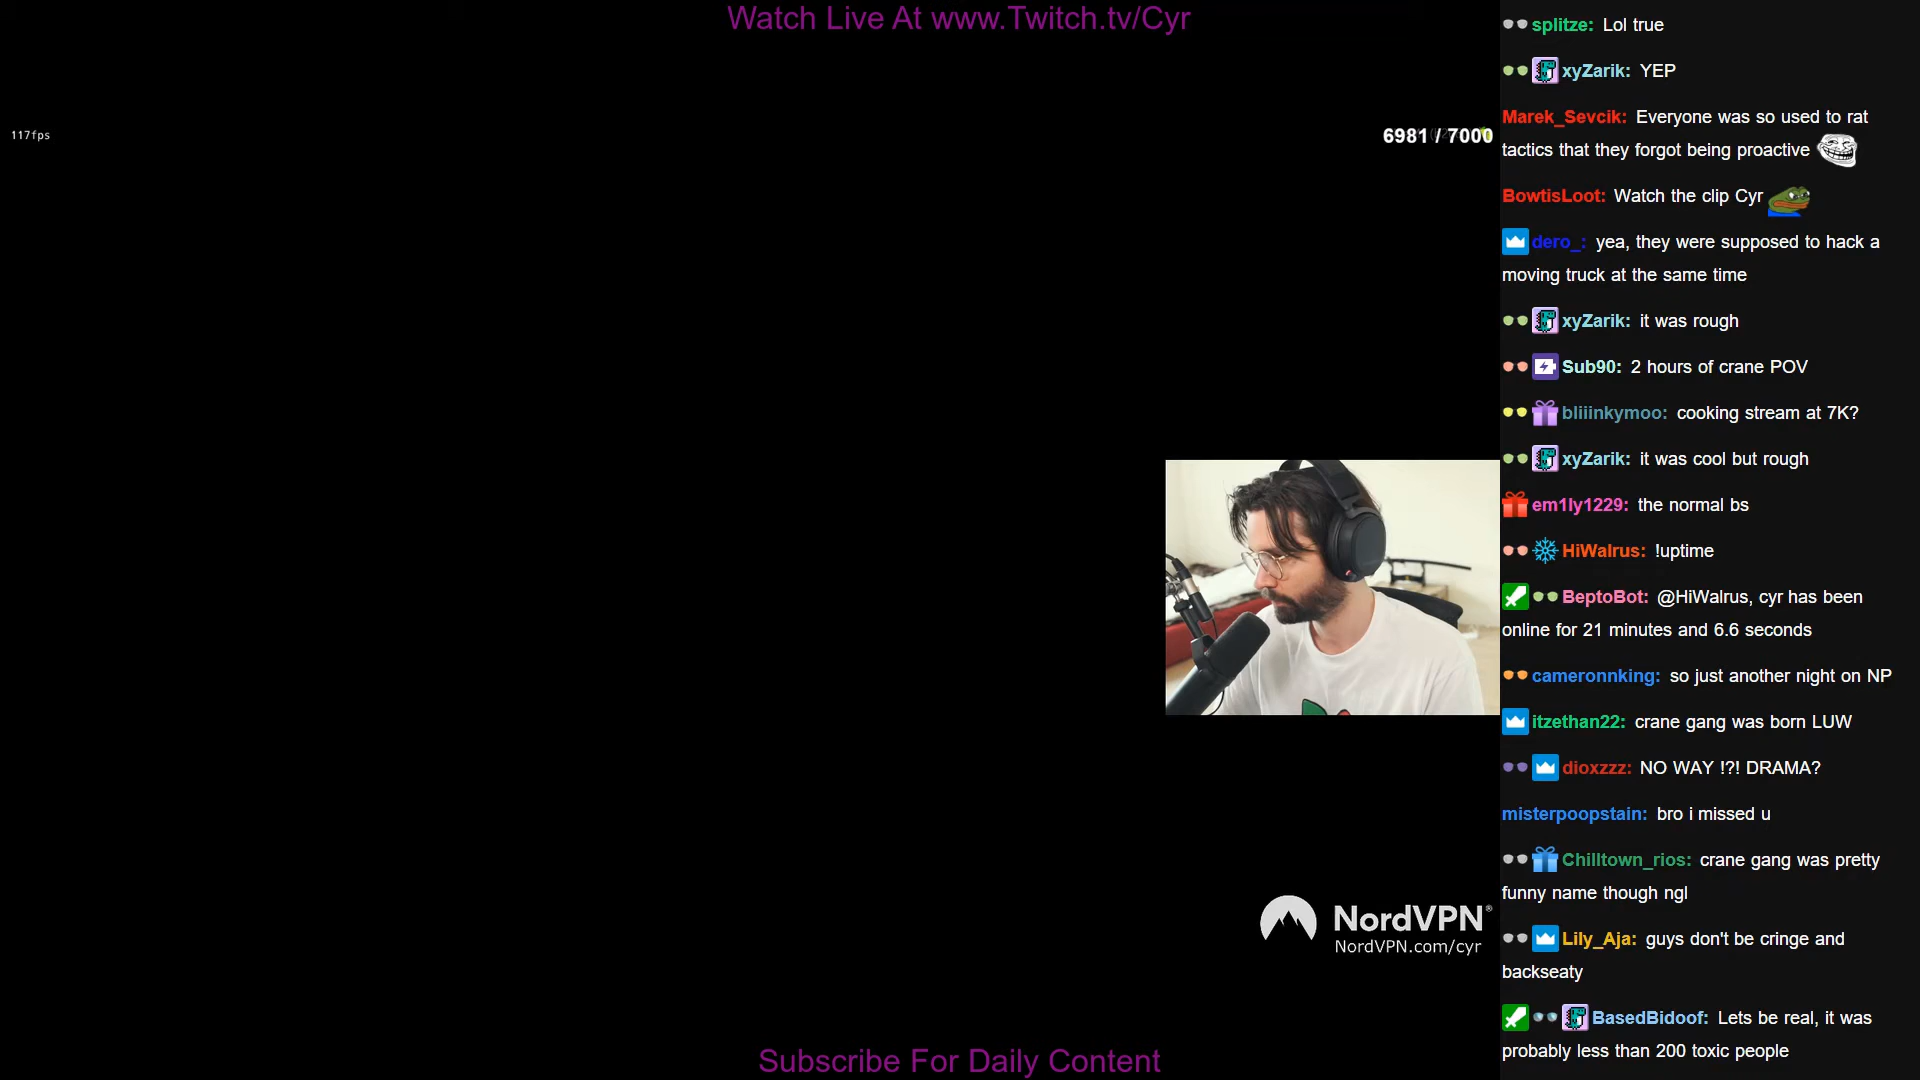 Watch Live At www.Twitch.tv/Cyr
117fps
6981 / 7000
NordVPN®
NordVPN.com/cyr
Subscribe For Daily Content
splitze: Lol true
xyZarik: YEP
Marek_Sevcik: Everyone was so used to rat
tactics that they forgot being proactive
BowtisLoot: Watch the clip Cyr
dero_: yea, they were supposed to hack a
moving truck at the same time
xyZarik: it was rough
Sub90: 2 hours of crane POV
bliiinkymoo: cooking stream at 7K?
xyZarik: it was cool but rough
em1ly1229: the normal bs
HiWalrus: !uptime
BeptoBot: @HiWalrus, cyr has been
online for 21 minutes and 6.6 seconds
cameronnking: so just another night on NP
itzethan22: crane gang was born LUW
dioxzzz: NO WAY !?! DRAMA?
misterpoopstain: bro i missed u
Chilltown_rios: crane gang was pretty
funny name though ngl
Lily_Aja: guys don't be cringe and
backseaty
BasedBidoof: Lets be real, it was
probably less than 200 toxic people